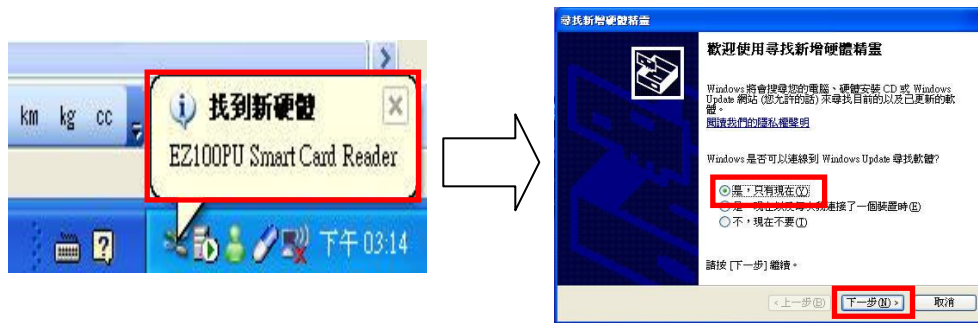 km kg cc
找到新硬體
EZ100PU Smart Card Reader
下午 03:14
尋找新增硬體精靈
歡迎使用尋找新增硬體精靈
Windows 將會搜尋您的電腦、硬體安裝 CD 或 Windows
Update 網站 (您允許的話) 來尋找目前的以及已更新的軟
體。
閱讀我們的隱私權聲明
Windows 是否可以連線到 Windows Update 尋找軟體?
是，只有現在(Y)
是，現在以及每次我連接了一個裝置時(E)
不，現在不要(T)
請按 [下一步] 繼續。
<上一步(B)
下一步(N)>
取消